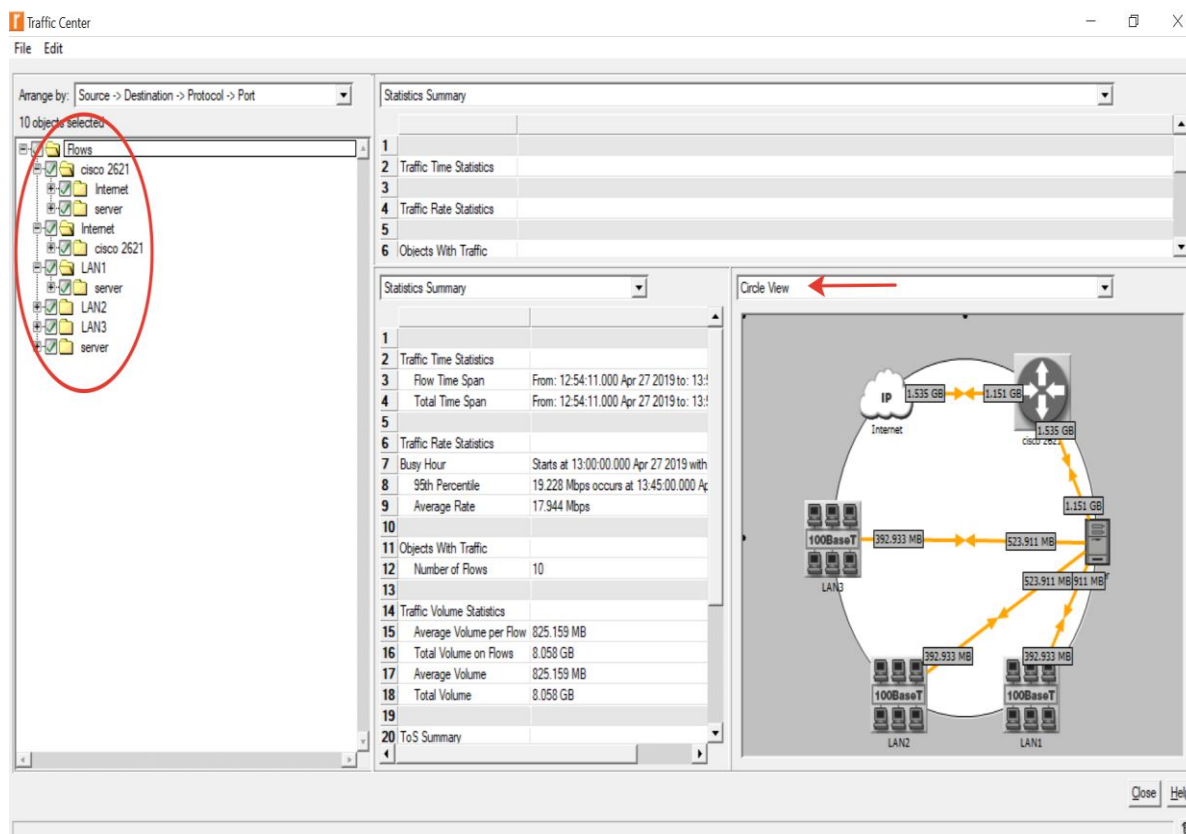 Traffic Center
File Edit
Arrange by: Source -> Destination -> Protocol -> Port
10 objects selected
Flows
cisco 2621
Internet
server
Internet
cisco 2621
LAN1
server
LAN2
LAN3
server
Statistics Summary
1
2 Traffic Time Statistics
3
4 Traffic Rate Statistics
5
6 Objects With Traffic
Statistics Summary
1
2 Traffic Time Statistics
3 Flow Time Span From: 12:54:11.000 Apr 27 2019 to: 13:
4 Total Time Span From: 12:54:11.000 Apr 27 2019 to: 13:
5
6 Traffic Rate Statistics
7 Busy Hour Starts at 13:00:00.000 Apr 27 2019 with
8 95th Percentile 19.228 Mbps occurs at 13:45:00.000 Ap
9 Average Rate 17.944 Mbps
10
11 Objects With Traffic
12 Number of Flows 10
13
14 Traffic Volume Statistics
15 Average Volume per Flow 825.159 MB
16 Total Volume on Flows 8.058 GB
17 Average Volume 825.159 MB
18 Total Volume 8.058 GB
19
20 ToS Summary
Circle View
IP
1.535 GB
1.151 GB
Internet
1.535 GB
cisco 2621
1.151 GB
100BaseT
392.933 MB
523.911 MB
LAN3
523.911 MB
911 MB
392.933 MB
392.933 MB
100BaseT
100BaseT
LAN2
LAN1
Close Help